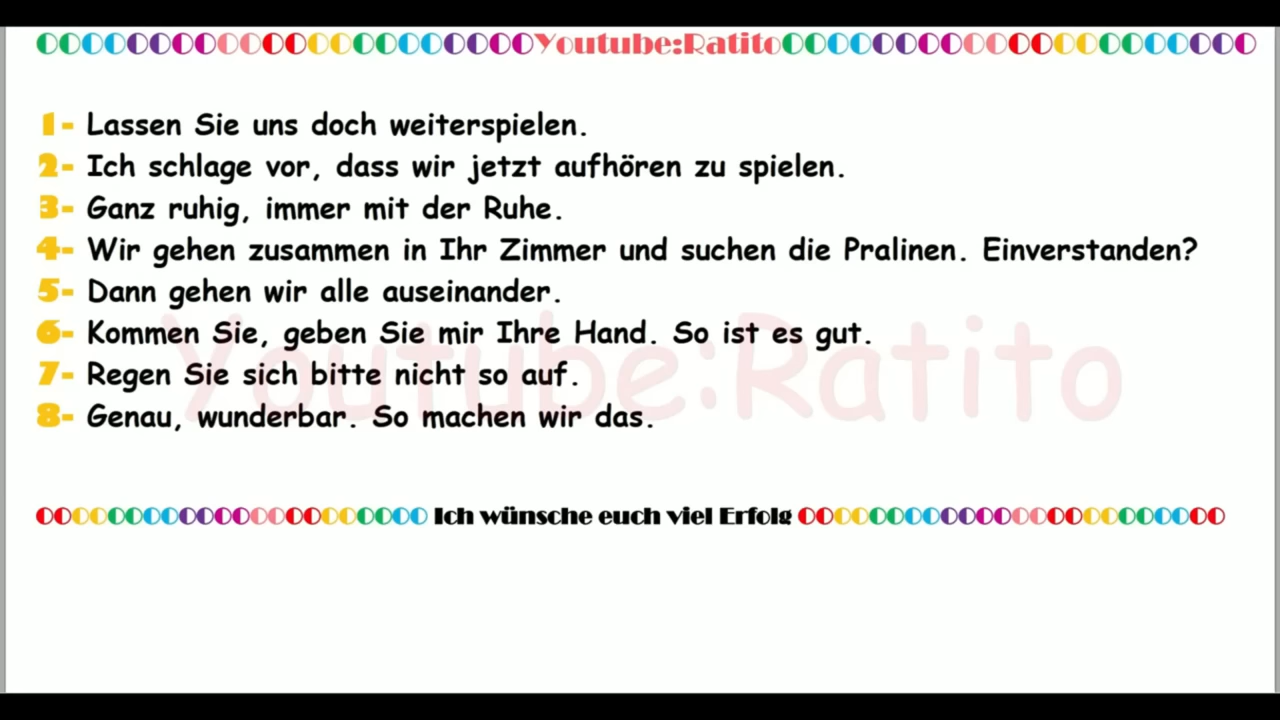 Youtube:Ratito
1- Lassen Sie uns doch weiterspielen.
2- Ich schlage vor, dass wir jetzt aufhören zu spielen.
3- Ganz ruhig, immer mit der Ruhe.
4- Wir gehen zusammen in Ihr Zimmer und suchen die Pralinen. Einverstanden?
5- Dann gehen wir alle auseinander.
6- Kommen Sie, geben Sie mir Ihre Hand. So ist es gut.
7- Regen Sie sich bitte nicht so auf.
Youtube:Ratito
8- Genau, wunderbar. So machen wir das.
Ich wünsche euch viel Erfolg